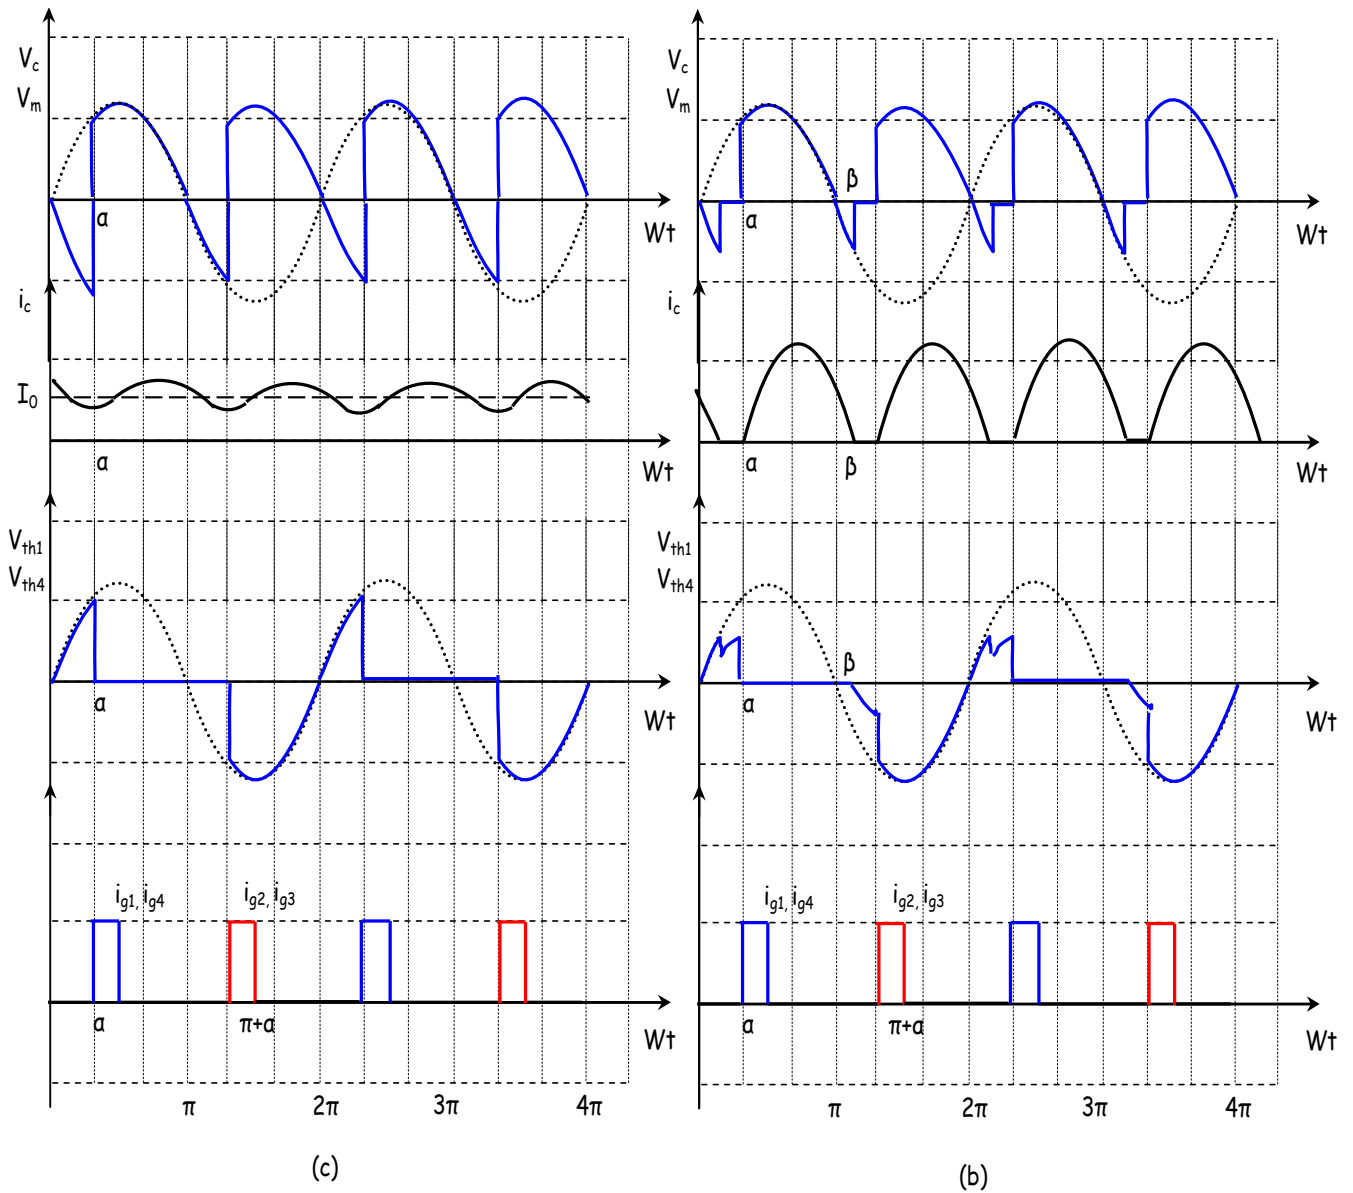 Vc
Vm
α
Wt
ic
I0
α
Wt
Vth1
Vth4
α
Wt
ig1, ig4
ig2, ig3
α
π+α
Wt
π
2π
3π
4π
(c)
Vc
Vm
β
α
Wt
ic
α
β
Wt
Vth1
Vth4
β
α
Wt
ig1, ig4
ig2, ig3
α
π+α
Wt
π
2π
3π
4π
(b)